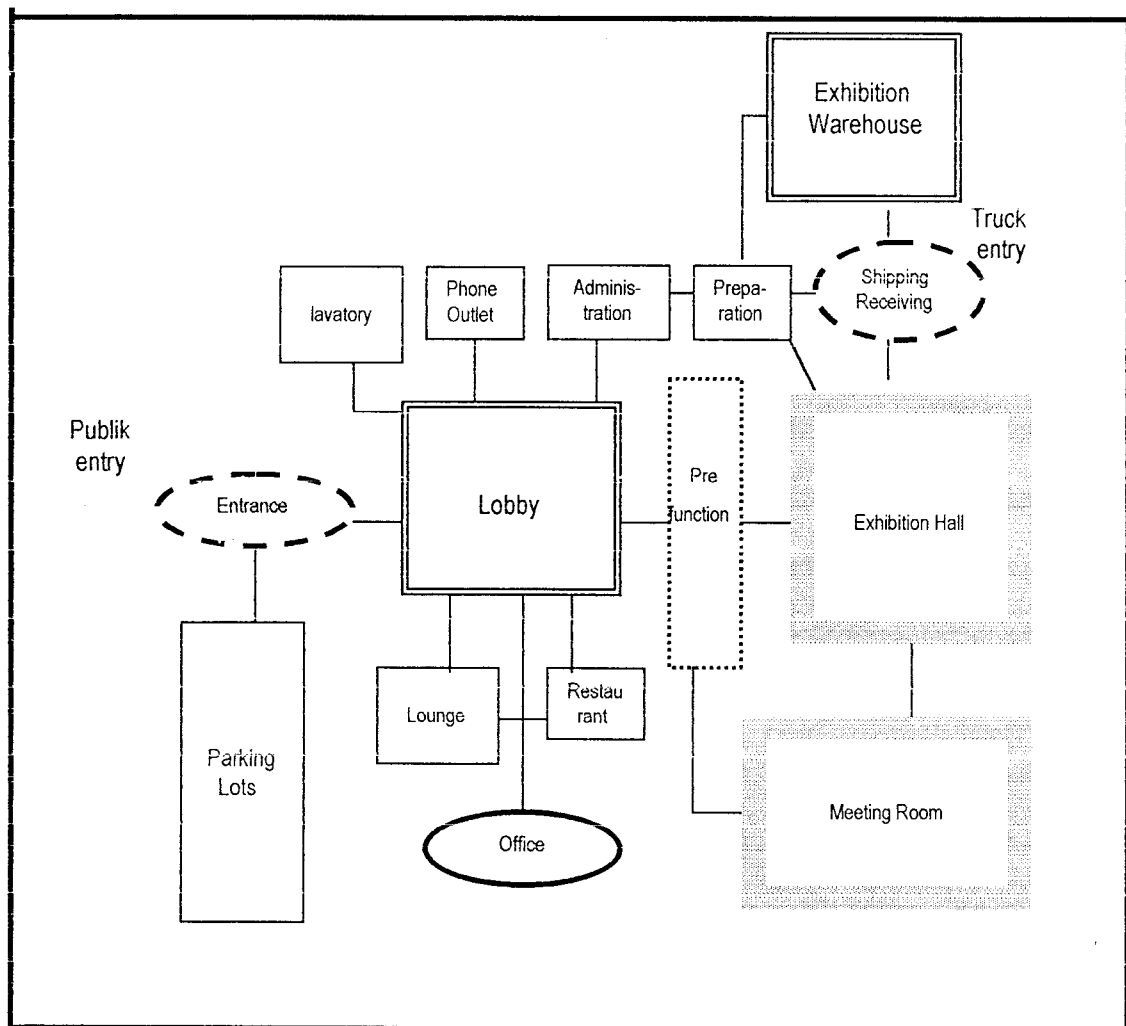 Exhibition
Warehouse
Truck
entry
Shipping
Receiving
lavatory
Phone
Outlet
Adminis-
tration
Prepa-
ration
Publik
entry
Entrance
Lobby
Pre
function
Exhibition Hall
Lounge
Restau
rant
Parking
Lots
Meeting Room
Office